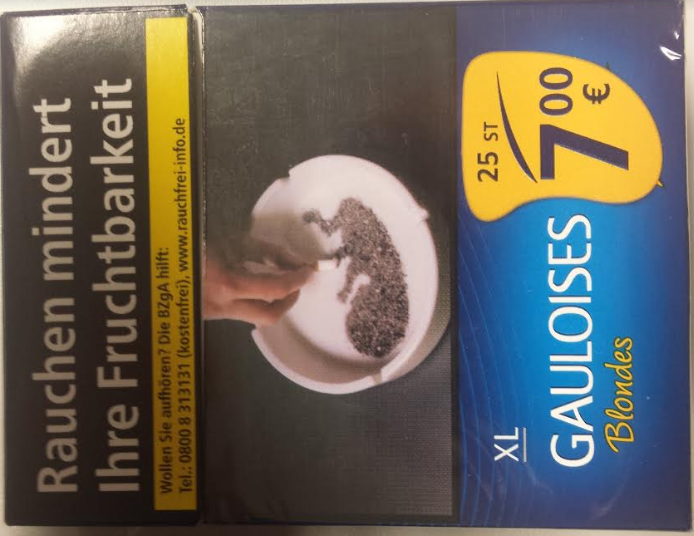 Rauchen mindert
Ihre Fruchtbarkeit
Wollen Sie aufhören? Die BZgA hilft:
Tel.: 0800 8 313131 (kostenfrei), www.rauchfrei-info.de
25 ST
7 00 €
XL
GAULOISES
Blondes